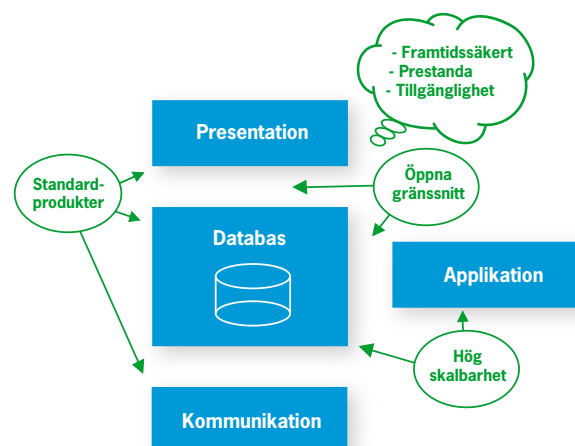 - Framtidssäkert
- Prestanda
- Tillgänglighet
Presentation
Standard-
produkter
Öppna
gränssnitt
Databas
Applikation
Hög
skalbarhet
Kommunikation